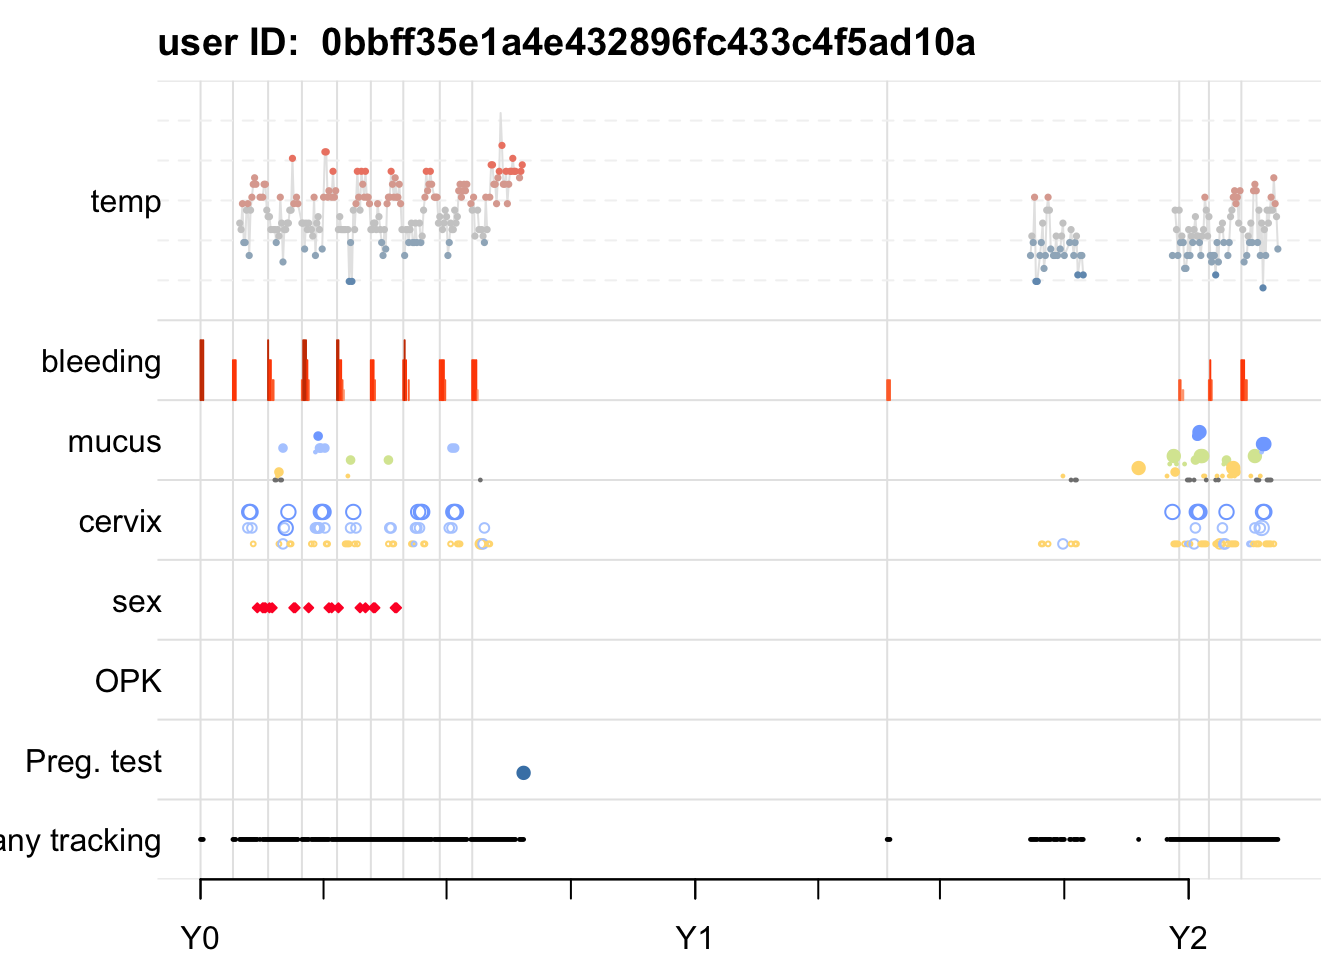 user ID:  0bbff35e1a4e432896fc433c4f5ad10a
temp
bleeding
mucus
cervix
sex
OPK
Preg. test
any tracking
Y0 Y1 Y2